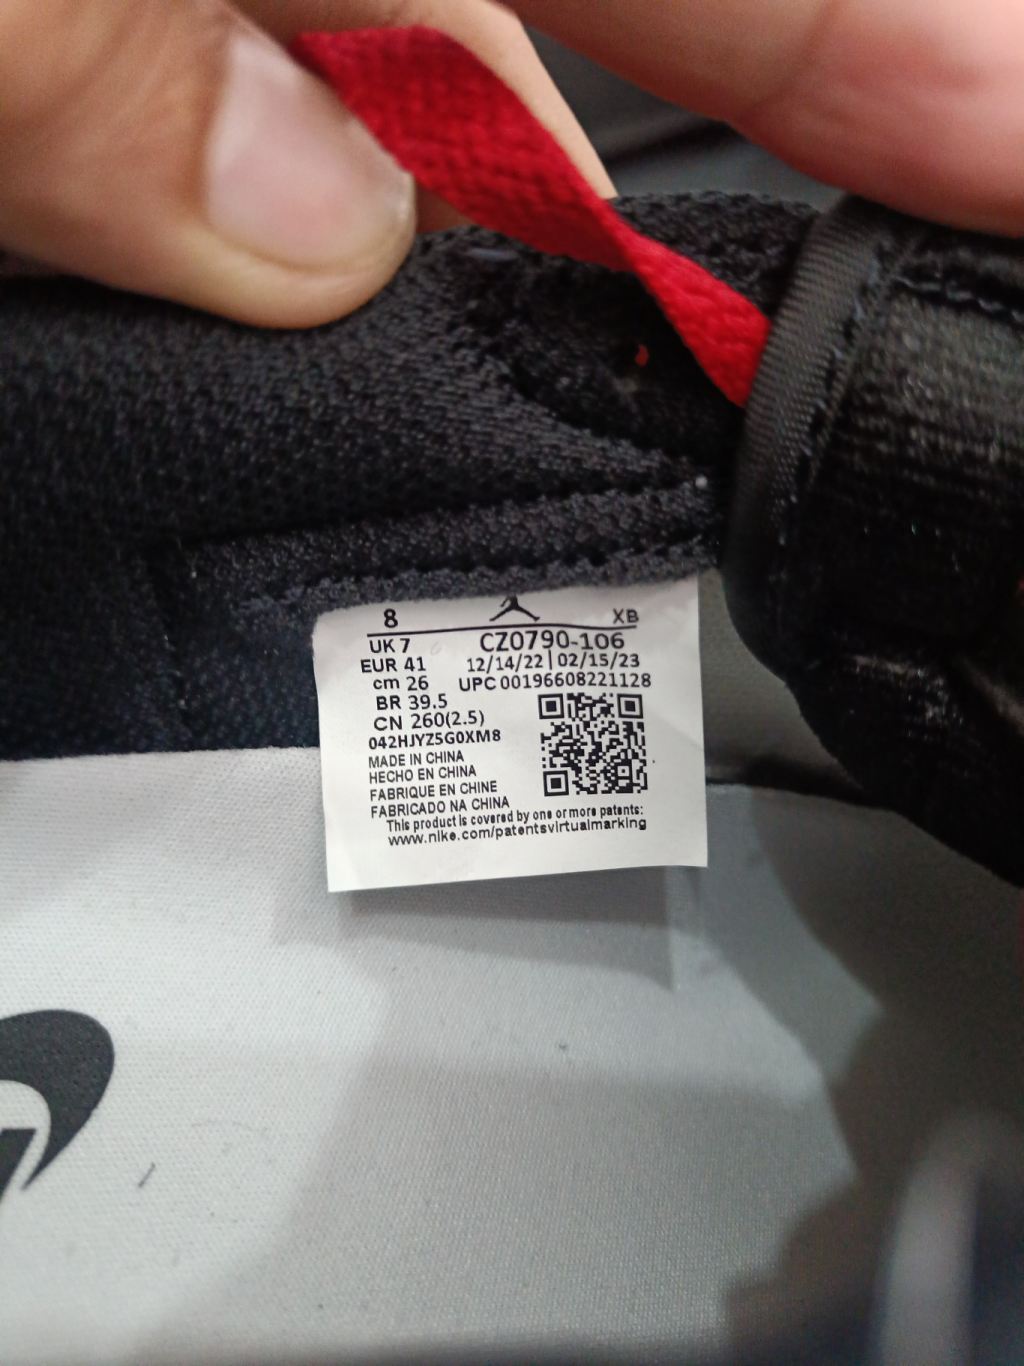 8 XB
UK 7 CZ0790-106
EUR 41 12/14/22 | 02/15/23
cm 26 UPC 00196608221128
BR 39.5
CN 260(2.5)
042HJYZ5G0XM8
MADE IN CHINA
HECHO EN CHINA
FABRIQUE EN CHINE
FABRICADO NA CHINA
This product is covered by one or more patents:
www.nike.com/patentsvirtualmarking